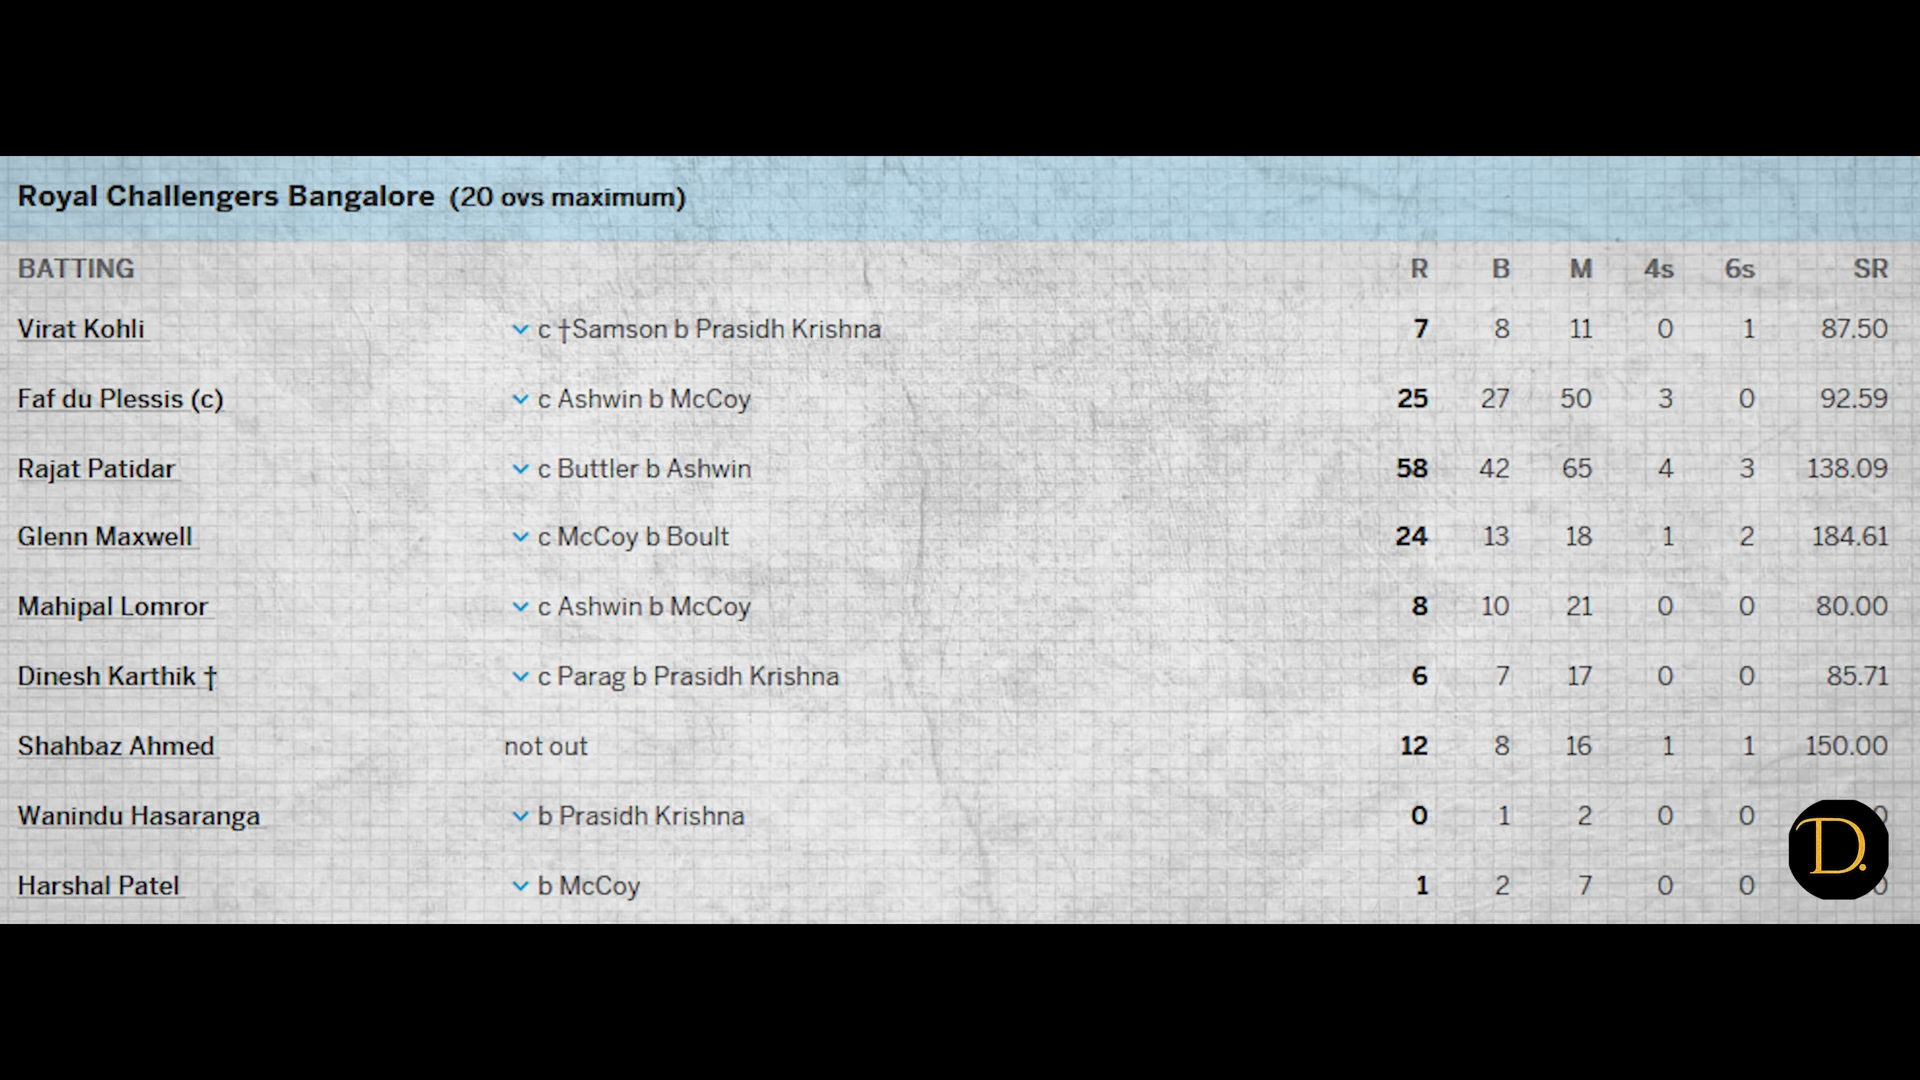 Royal Challengers Bangalore (20 ovs maximum)
BATTING R B M 4s 6s SR
Virat Kohli c †Samson b Prasidh Krishna 7 8 11 0 1 87.50
Faf du Plessis (c) c Ashwin b McCoy 25 27 50 3 0 92.59
Rajat Patidar c Buttler b Ashwin 58 42 65 4 3 138.09
Glenn Maxwell c McCoy b Boult 24 13 18 1 2 184.61
Mahipal Lomror c Ashwin b McCoy 8 10 21 0 0 80.00
Dinesh Karthik † c Parag b Prasidh Krishna 6 7 17 0 0 85.71
Shahbaz Ahmed not out 12 8 16 1 1 150.00
Wanindu Hasaranga b Prasidh Krishna 0 1 2 0 0
Harshal Patel b McCoy 1 2 7 0 0
D.